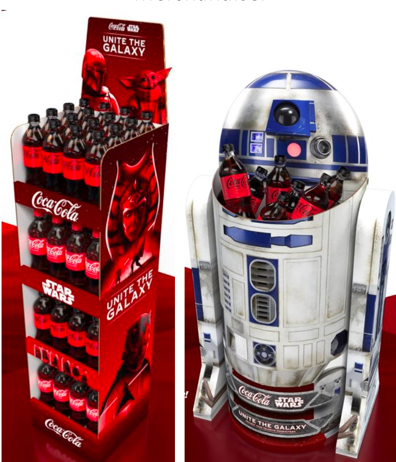 Coca-Cola STAR WARS
UNITE THE
GALAXY
Coca-Cola
STAR WARS
UNITE THE
GALAXY
Coca-Cola
Coca-Cola STAR WARS
UNITE THE GALAXY